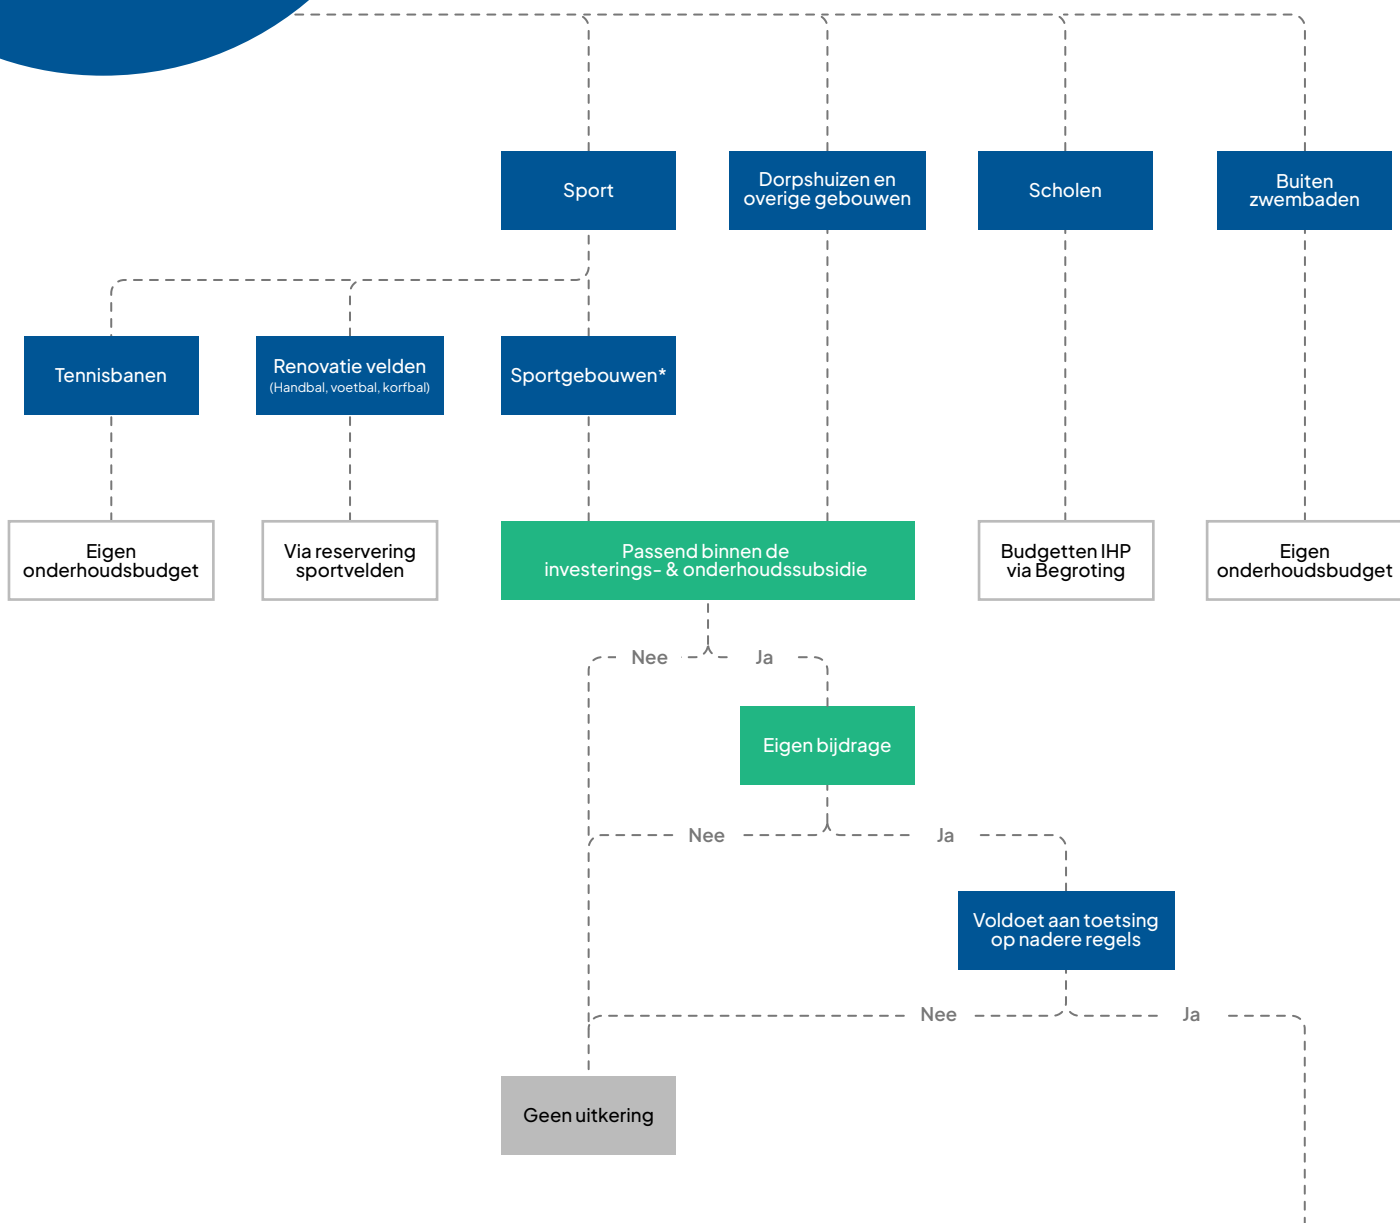 Sport
Dorpshuizen en
overige gebouwen
Scholen
Buiten
zwembaden
Tennisbanen
Renovatie velden
(Handbal, voetbal, korfbal)
Sportgebouwen*
Eigen
onderhoudsbudget
Via reservering
sportvelden
Passend binnen de
investerings- & onderhoudssubsidie
Budgetten IHP
via Begroting
Eigen
onderhoudsbudget
Nee
Ja
Eigen bijdrage
Nee
Ja
Voldoet aan toetsing
op nadere regels
Nee
Ja
Geen uitkering